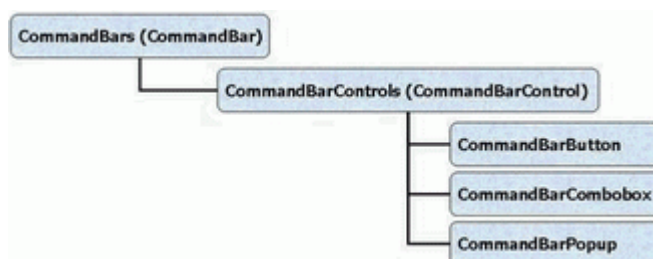 CommandBars (CommandBar)
CommandBarControls (CommandBarControl)
CommandBarButton
CommandBarCombobox
CommandBarPopup